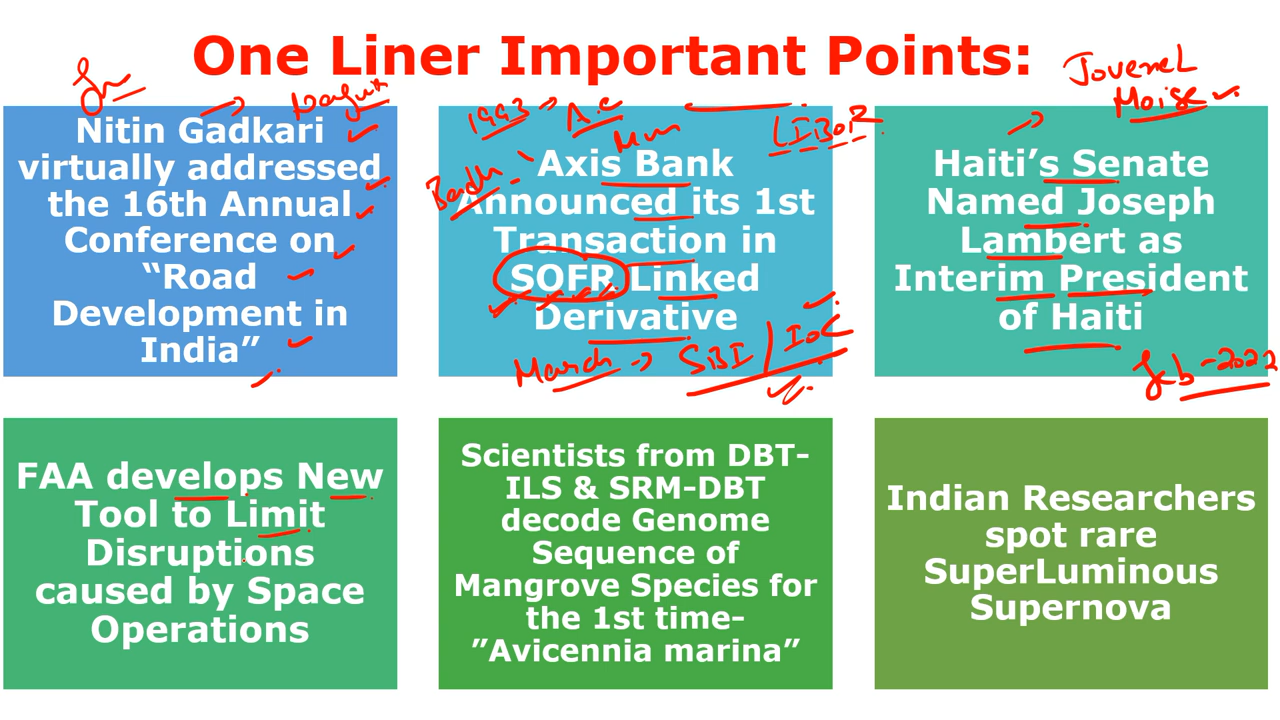 One Liner Important Points:
Jovenel
Moise
Nagpur
1993
A.C
Mum
LIBOR
Nitin Gadkari
virtually addressed
the 16th Annual
Conference on
“Road
Development in
India”
Axis Bank
Announced its 1st
Transaction in
SOFR Linked
Derivative
March → SBI / IOC
Haiti’s Senate
Named Joseph
Lambert as
Interim President
of Haiti
Feb-2022
FAA develops New
Tool to Limit
Disruptions
caused by Space
Operations
Scientists from DBT-
ILS & SRM-DBT
decode Genome
Sequence of
Mangrove Species for
the 1st time-
”Avicennia marina”
Indian Researchers
spot rare
SuperLuminous
Supernova